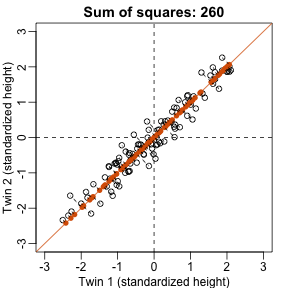 Sum of squares: 260
3
2
1
0
-1
-2
-3
Twin 2 (standardized height)
-3 -2 -1 0 1 2 3
Twin 1 (standardized height)